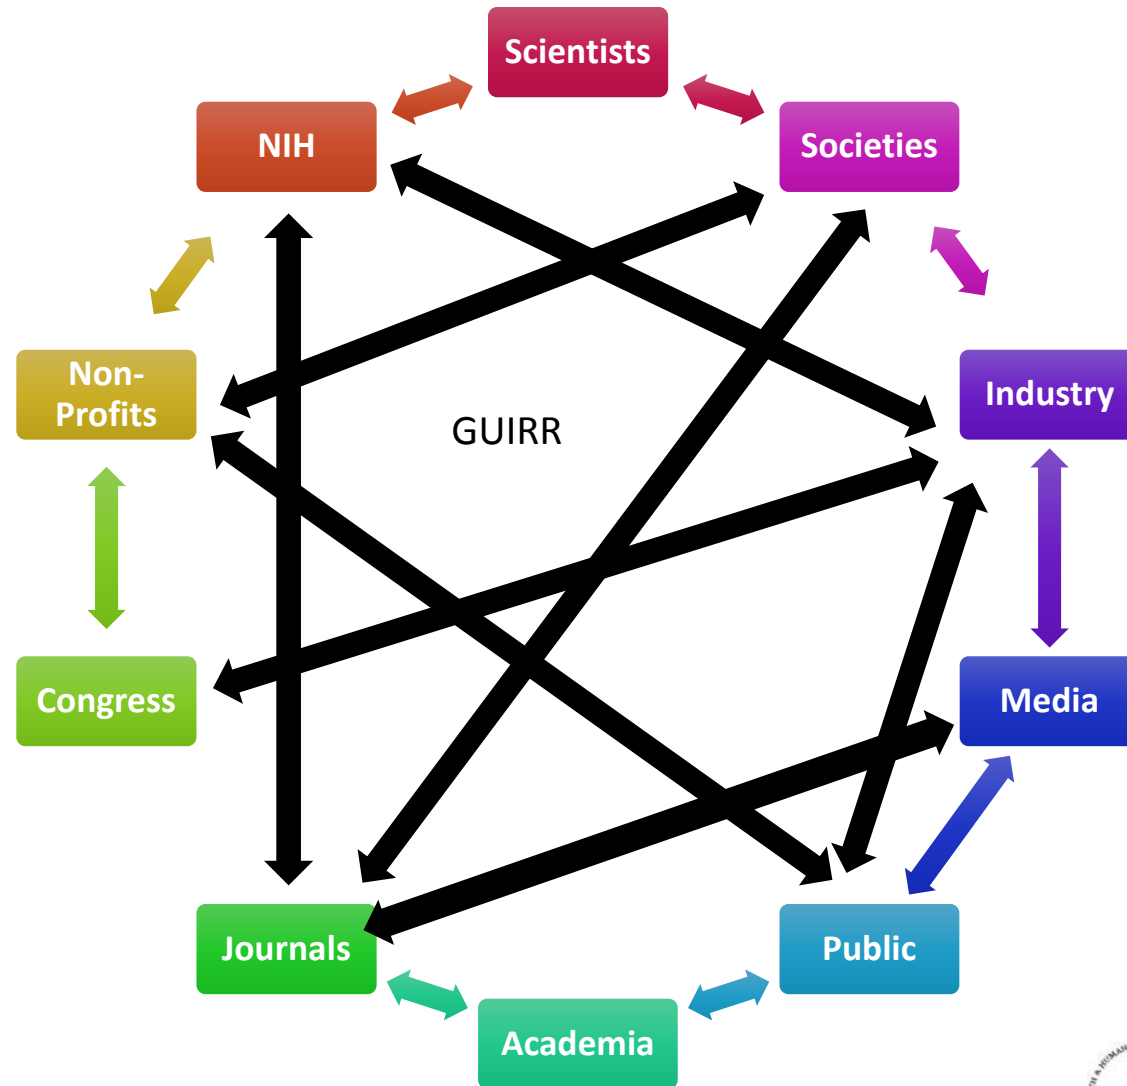 Scientists
NIH
Societies
Non-
Profits
Industry
GUIRR
Congress
Media
Journals
Public
Academia